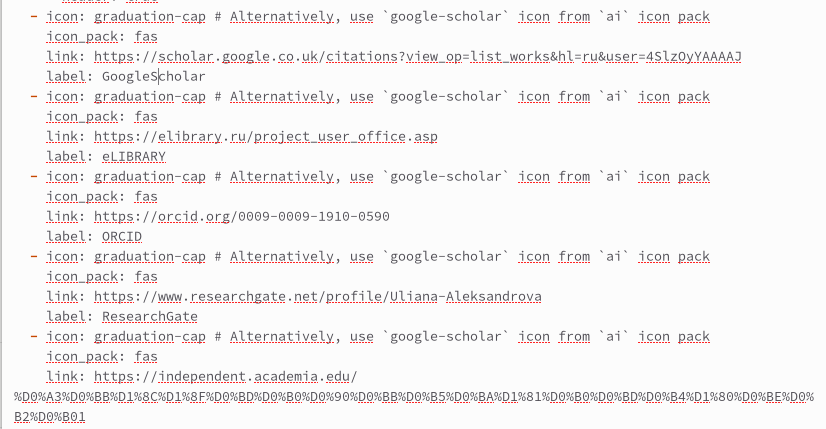 - icon: graduation-cap # Alternatively, use `google-scholar` icon from `ai` icon pack
icon_pack: fas
link: https://scholar.google.co.uk/citations?view_op=list_works&hl=ru&user=4SlzOyYAAAAJ
label: GoogleScholar
- icon: graduation-cap # Alternatively, use `google-scholar` icon from `ai` icon pack
icon_pack: fas
link: https://elibrary.ru/project_user_office.asp
label: eLIBRARY
- icon: graduation-cap # Alternatively, use `google-scholar` icon from `ai` icon pack
icon_pack: fas
link: https://orcid.org/0009-0009-1910-0590
label: ORCID
- icon: graduation-cap # Alternatively, use `google-scholar` icon from `ai` icon pack
icon_pack: fas
link: https://www.researchgate.net/profile/Uliana-Aleksandrova
label: ResearchGate
- icon: graduation-cap # Alternatively, use `google-scholar` icon from `ai` icon pack
icon_pack: fas
link: https://independent.academia.edu/
%D0%A3%D0%BB%D1%8C%D1%8F%D0%BD%D0%B0%D0%90%D0%BB%D0%B5%D0%BA%D1%81%D0%B0%D0%BD%D0%B4%D1%80%D0%BE%D0%
B2%D0%B01